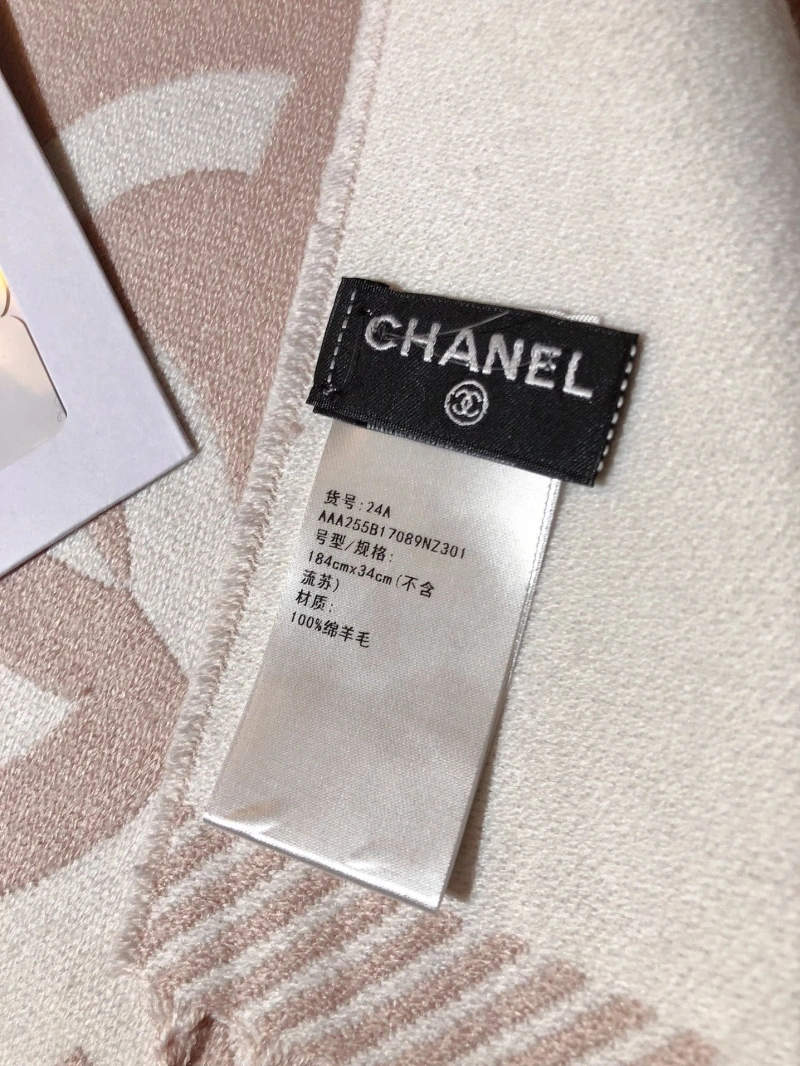 CHANEL
货号:24A
AAA255B17089NZ301
号型/规格:
184cmx34cm(不含
流苏)
材质:
100%绵羊毛